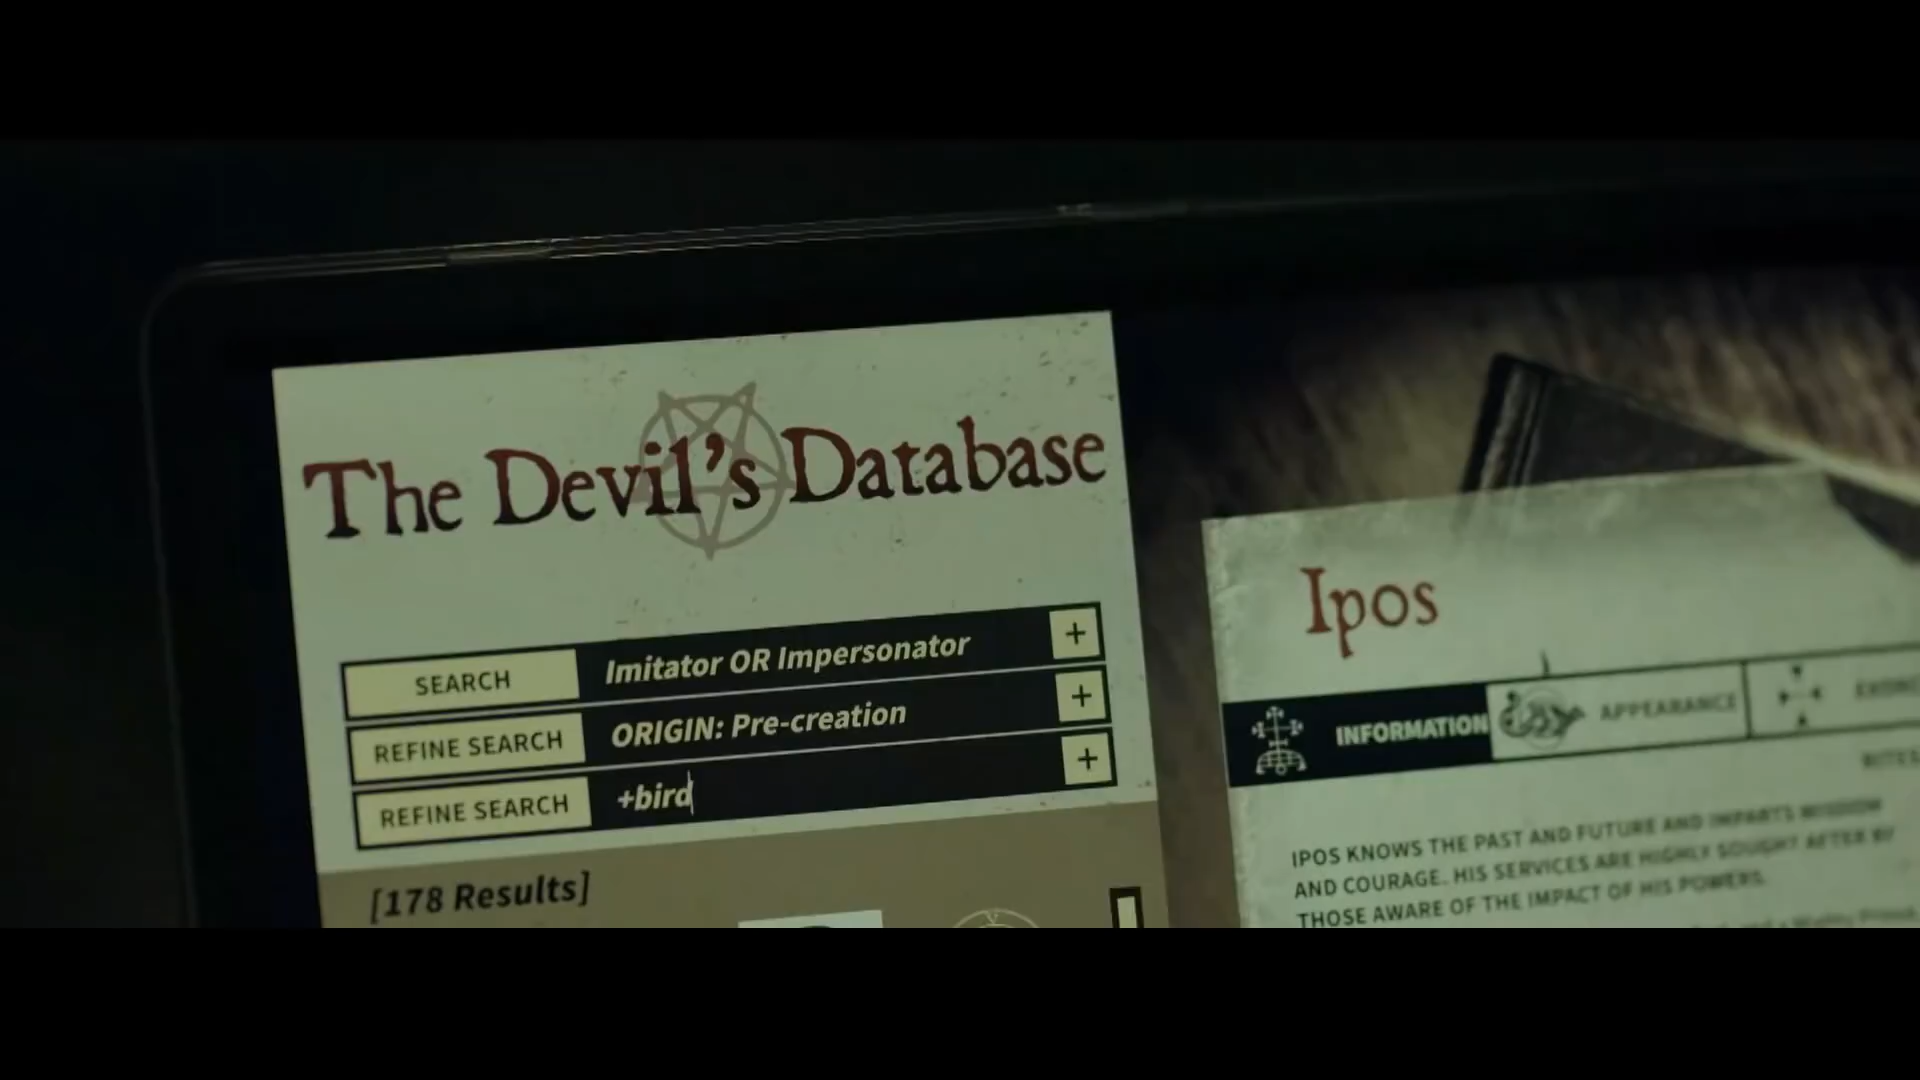 The Devil's Database
SEARCH Imitator OR Impersonator +
REFINE SEARCH ORIGIN: Pre-creation +
REFINE SEARCH +bird +
[178 Results]
Ipos
INFORMATION APPEARANCE
RITES
IPOS KNOWS THE PAST AND FUTURE AND IMPARTS WISDOM
AND COURAGE. HIS SERVICES ARE HIGHLY SOUGHT AFTER BY
THOSE AWARE OF THE IMPACT OF HIS POWERS.